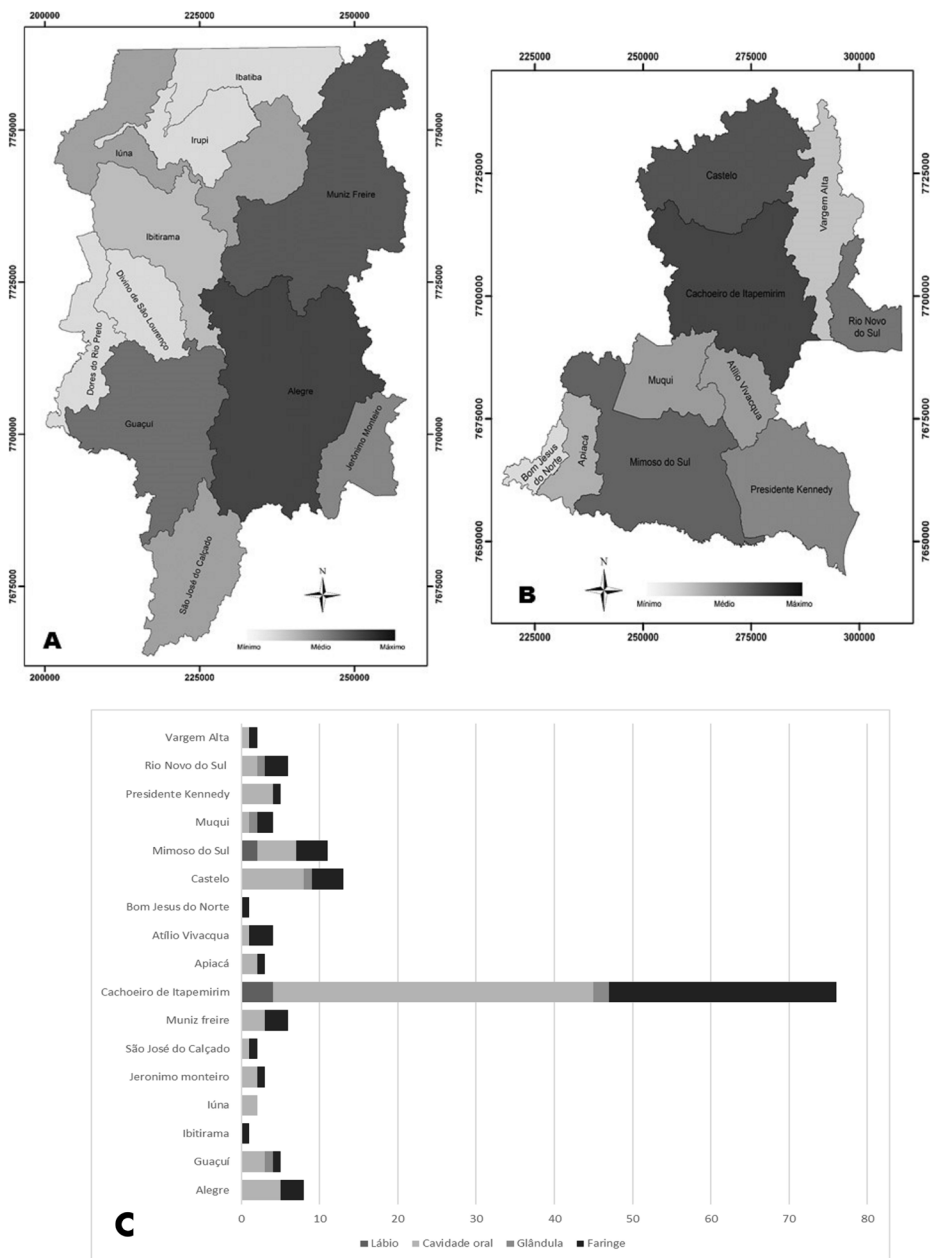 200000
225000
250000
7750000
7725000
7700000
7675000
Ibatiba
Irupi
Iúna
Muniz Freire
Ibitirama
Divino de São Lourenço
Dores do Rio Preto
Guaçuí
Alegre
Jerônimo Monteiro
São José do Calçado
N
A
Mínimo
Médio
Máximo
7750000
7725000
7700000
7675000
200000
225000
250000
225000
250000
275000
300000
7725000
7700000
7675000
7650000
Castelo
Vargem Alta
Cachoeiro de Itapemirim
Rio Novo
do Sul
Muqui
Atílio Vivacqua
Bom Jesus
do Norte
Apiacá
Mimoso do Sul
Presidente Kennedy
B
N
Mínimo
Médio
Máximo
7725000
7700000
7675000
7650000
225000
250000
275000
300000
Vargem Alta
Rio Novo do Sul
Presidente Kennedy
Muqui
Mimoso do Sul
Castelo
Bom Jesus do Norte
Atílio Vivacqua
Apiacá
Cachoeiro de Itapemirim
Muniz freire
São José do Calçado
Jeronimo monteiro
Iúna
Ibitirama
Guaçuí
Alegre
0 10 20 30 40 50 60 70 80
C
Lábio Cavidade oral Glândula Faringe